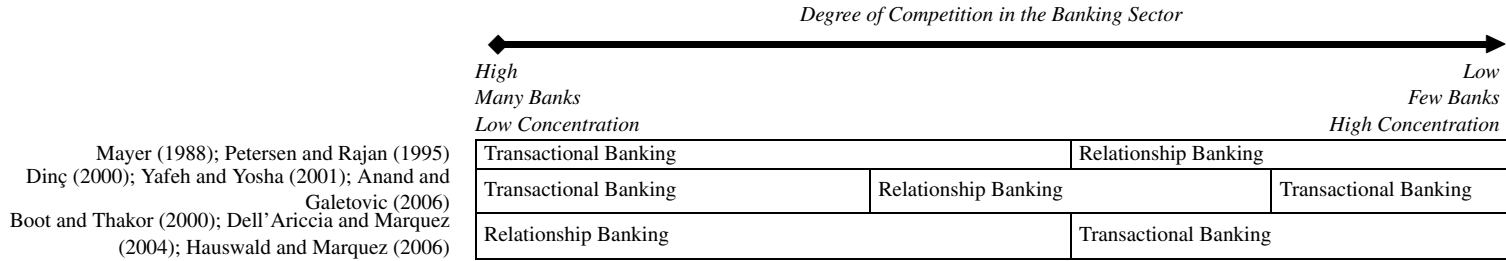 Degree of Competition in the Banking Sector
High Low
Many Banks Few Banks
Low Concentration High Concentration
Mayer (1988); Petersen and Rajan (1995) Transactional Banking Relationship Banking
Dinç (2000); Yafeh and Yosha (2001); Anand and
Galetovic (2006) Transactional Banking Relationship Banking Transactional Banking
Boot and Thakor (2000); Dell'Ariccia and Marquez
(2004); Hauswald and Marquez (2006) Relationship Banking Transactional Banking